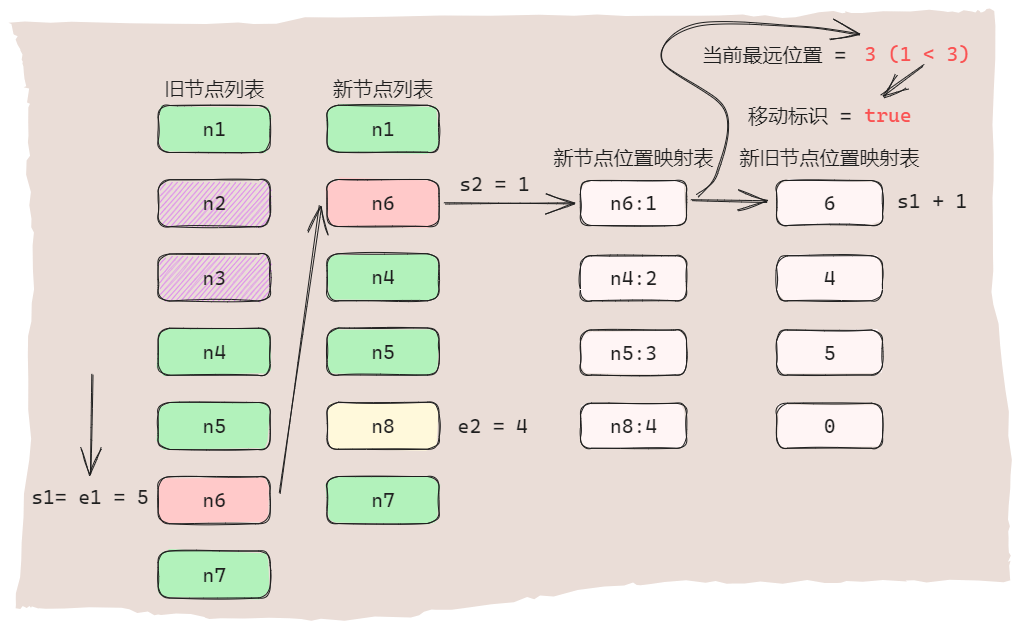 当前最远位置 = 3 (1 < 3)
移动标识 = true
旧节点列表
n1
n2
n3
n4
n5
n6
n7
s1= e1 = 5
新节点列表
n1
n6
n4
n5
n8
n7
s2 = 1
e2 = 4
新节点位置映射表
n6:1
n4:2
n5:3
n8:4
新旧节点位置映射表
6
4
5
0
s1 + 1